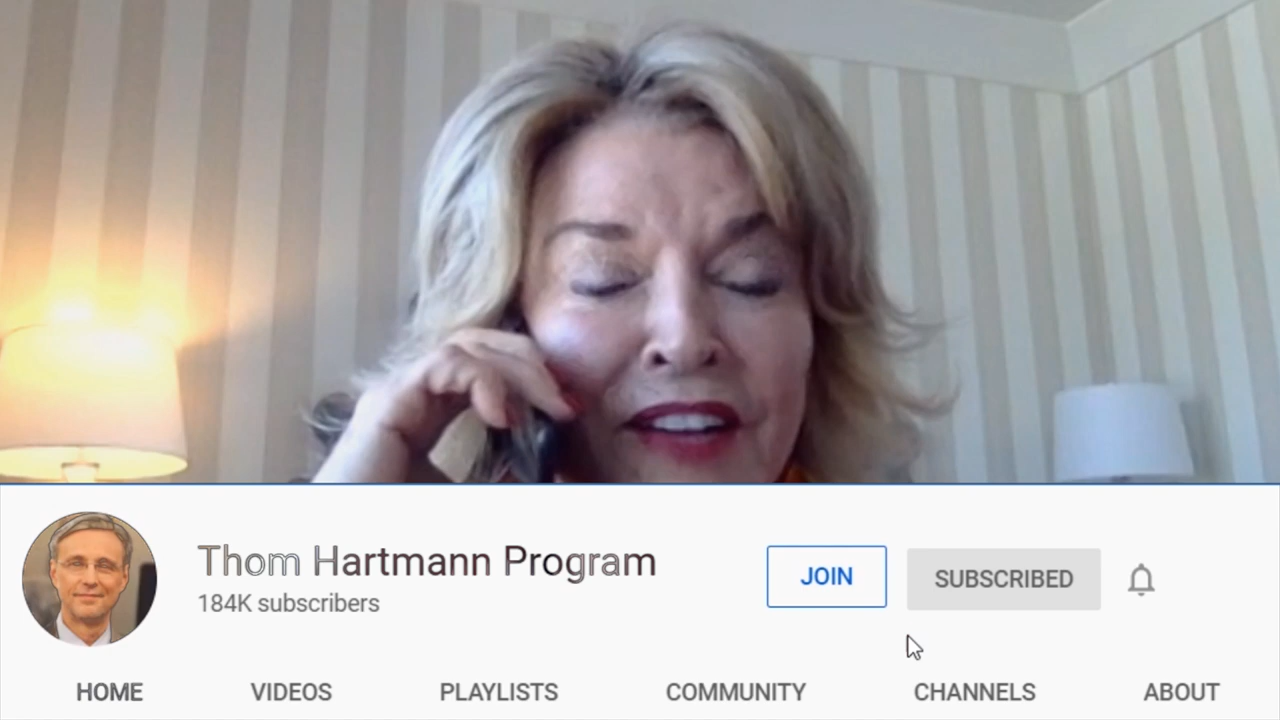 Thom Hartmann Program
184K subscribers
JOIN
SUBSCRIBED
HOME VIDEOS PLAYLISTS COMMUNITY CHANNELS ABOUT